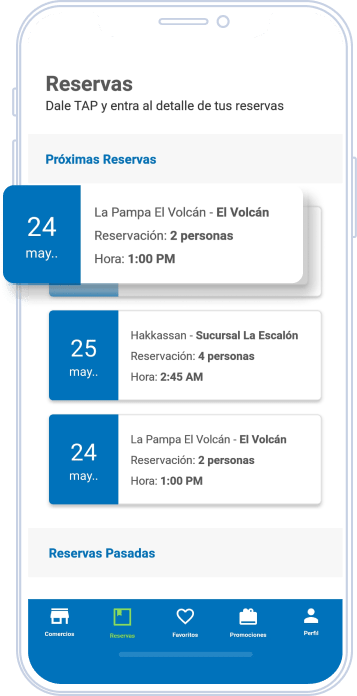 Reservas
Dale TAP y entra al detalle de tus reservas
Próximas Reservas
24
may..
La Pampa El Volcán - El Volcán
Reservación: 2 personas
Hora: 1:00 PM
25
may..
Hakkassan - Sucursal La Escalón
Reservación: 4 personas
Hora: 2:45 AM
24
may..
La Pampa El Volcán - El Volcán
Reservación: 2 personas
Hora: 1:00 PM
Reservas Pasadas
Comercios
Reservas
Favoritos
Promociones
Perfil